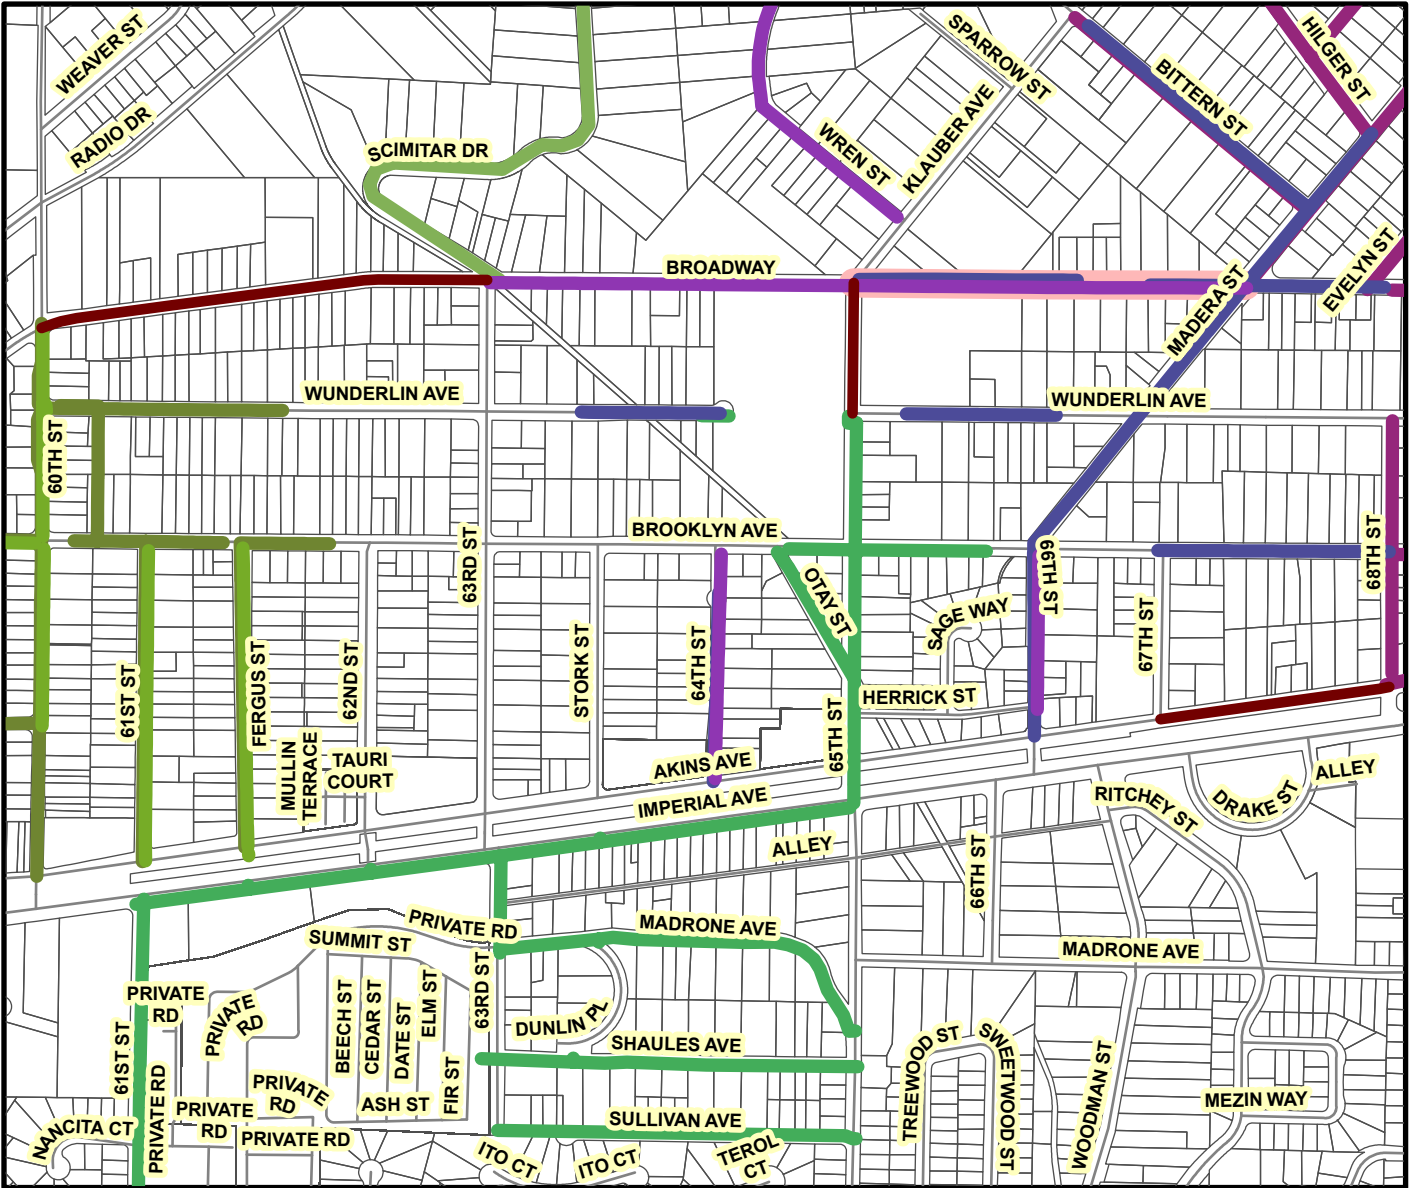 WEAVER ST
SPARROW ST
HILGER ST
BITTERN ST
RADIO DR
SCIMITAR DR
WREN ST
KLAUBER AVE
BROADWAY
EVELYN ST
MADERA ST
WUNDERLIN AVE
WUNDERLIN AVE
60TH ST
BROOKLYN AVE
63RD ST
66TH ST
68TH ST
OTAY ST
SAGE WAY
67TH ST
61ST ST
FERGUS ST
62ND ST
STORK ST
64TH ST
HERRICK ST
65TH ST
MULLIN
TERRACE
TAURI
COURT
AKINS AVE
IMPERIAL AVE
ALLEY
DRAKE ST
RITCHEY ST
ALLEY
66TH ST
PRIVATE RD
MADRONE AVE
SUMMIT ST
MADRONE AVE
63RD ST
PRIVATE
RD
PRIVATE
RD
BEECH ST
CEDAR ST
DATE ST
ELM ST
DUNLIN PL
61ST ST
SHAULES AVE
TREEWOOD ST
SWEETWOOD ST
WOODMAN ST
FIR ST
PRIVATE RD
PRIVATE
RD
ASH ST
MEZIN WAY
PRIVATE
RD
SULLIVAN AVE
NANCITA CT
PRIVATE RD
ITO CT
ITO CT
TEROL
CT